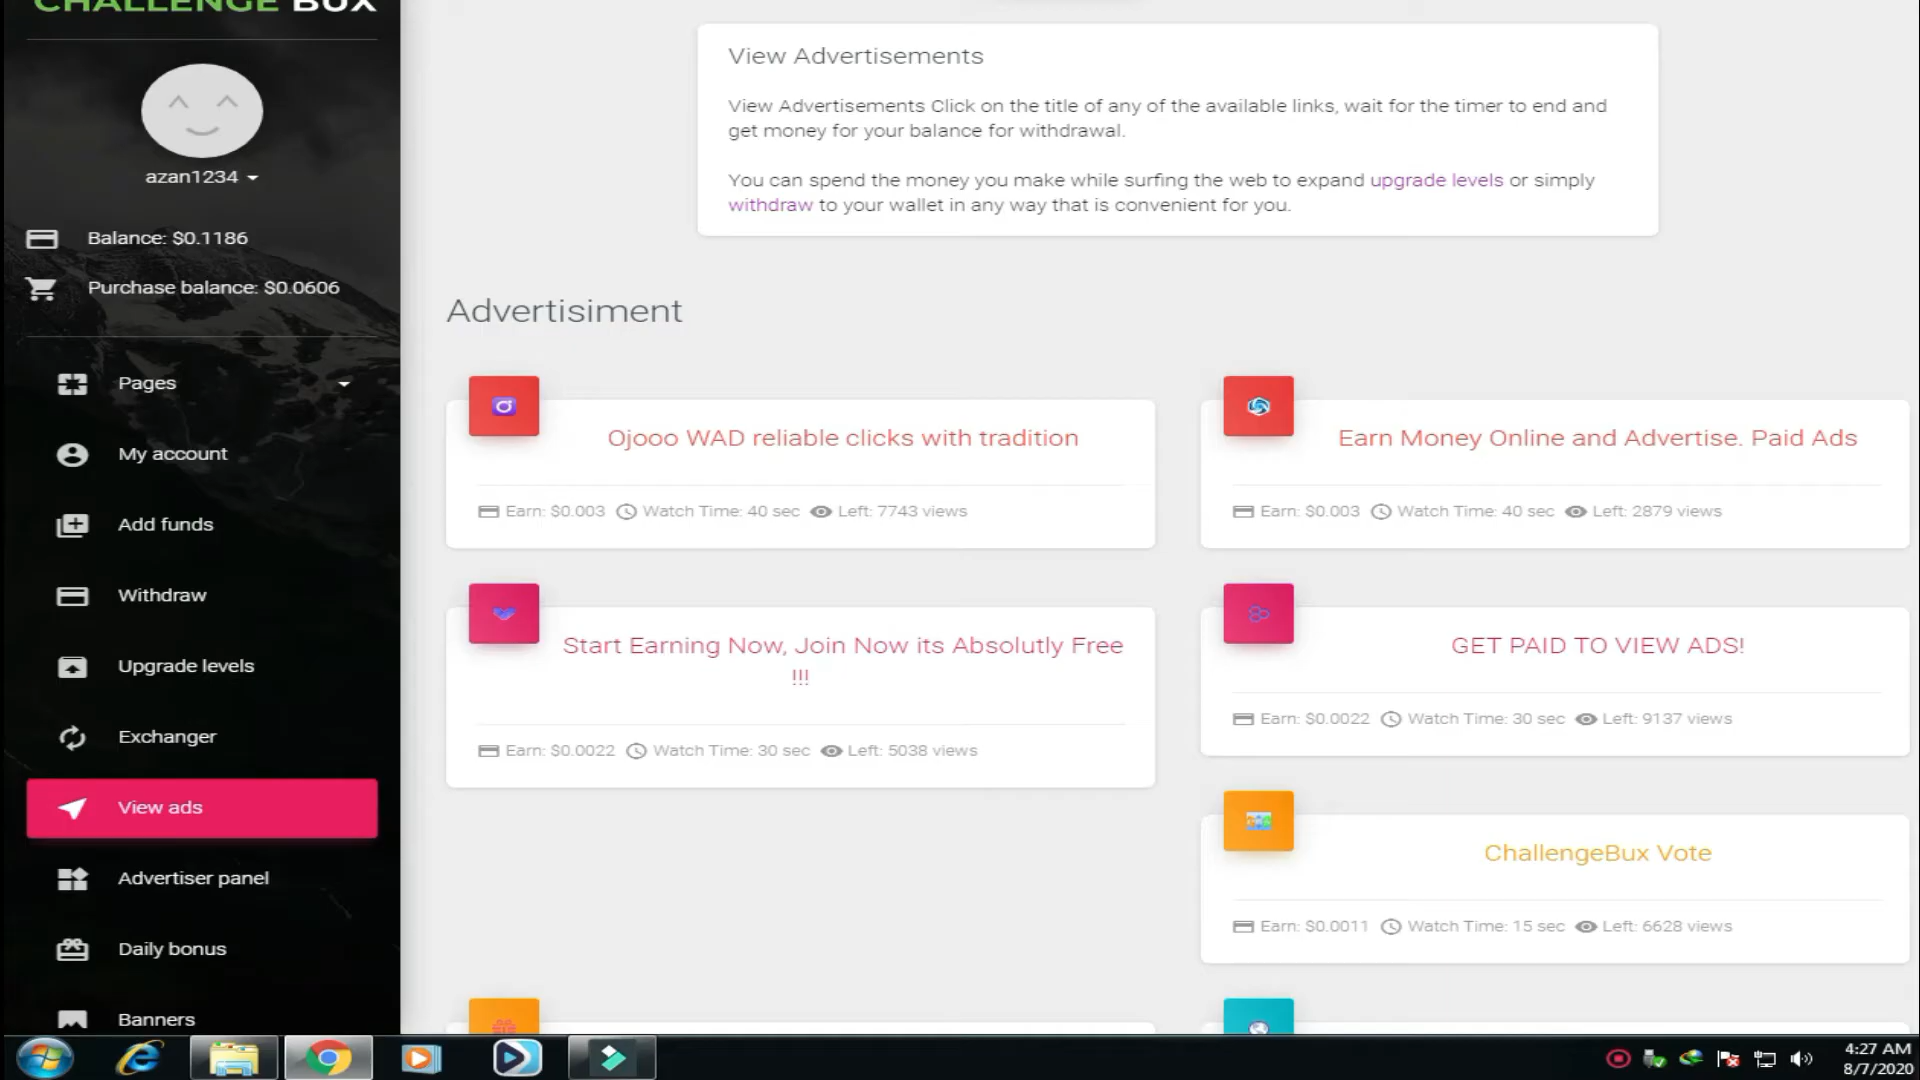 CHALLENGE BUX
azan1234
Balance: $0.1186
Purchase balance: $0.0606
Pages
My account
Add funds
Withdraw
Upgrade levels
Exchanger
View ads
Advertiser panel
Daily bonus
Banners
View Advertisements
View Advertisements Click on the title of any of the available links, wait for the timer to end and
get money for your balance for withdrawal.
You can spend the money you make while surfing the web to expand upgrade levels or simply
withdraw to your wallet in any way that is convenient for you.
Advertisiment
Ojooo WAD reliable clicks with tradition
Earn: $0.003 Watch Time: 40 sec Left: 7743 views
Earn Money Online and Advertise. Paid Ads
Earn: $0.003 Watch Time: 40 sec Left: 2879 views
Start Earning Now, Join Now its Absolutly Free
!!!
Earn: $0.0022 Watch Time: 30 sec Left: 5038 views
GET PAID TO VIEW ADS!
Earn: $0.0022 Watch Time: 30 sec Left: 9137 views
ChallengeBux Vote
Earn: $0.0011 Watch Time: 15 sec Left: 6628 views
4:27 AM
8/7/2020